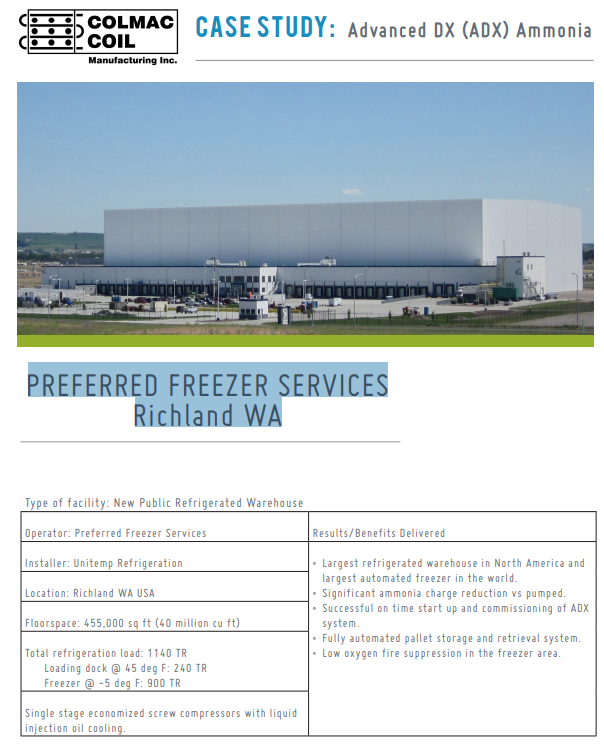 COLMAC
COIL
Manufacturing Inc.
CASE STUDY: Advanced DX (ADX) Ammonia
PREFERRED FREEZER SERVICES
Richland WA
Type of facility: New Public Refrigerated Warehouse
Operator: Preferred Freezer Services
Installer: Unitemp Refrigeration
Location: Richland WA USA
Floorspace: 455,000 sq ft (40 million cu ft)
Total refrigeration load: 1140 TR
Loading dock @ 45 deg F: 240 TR
Freezer @ -5 deg F: 900 TR
Single stage economized screw compressors with liquid
injection oil cooling.
Results/Benefits Delivered
◦ Largest refrigerated warehouse in North America and
largest automated freezer in the world.
◦ Significant ammonia charge reduction vs pumped.
◦ Successful on time start up and commissioning of ADX
system.
◦ Fully automated pallet storage and retrieval system.
◦ Low oxygen fire suppression in the freezer area.